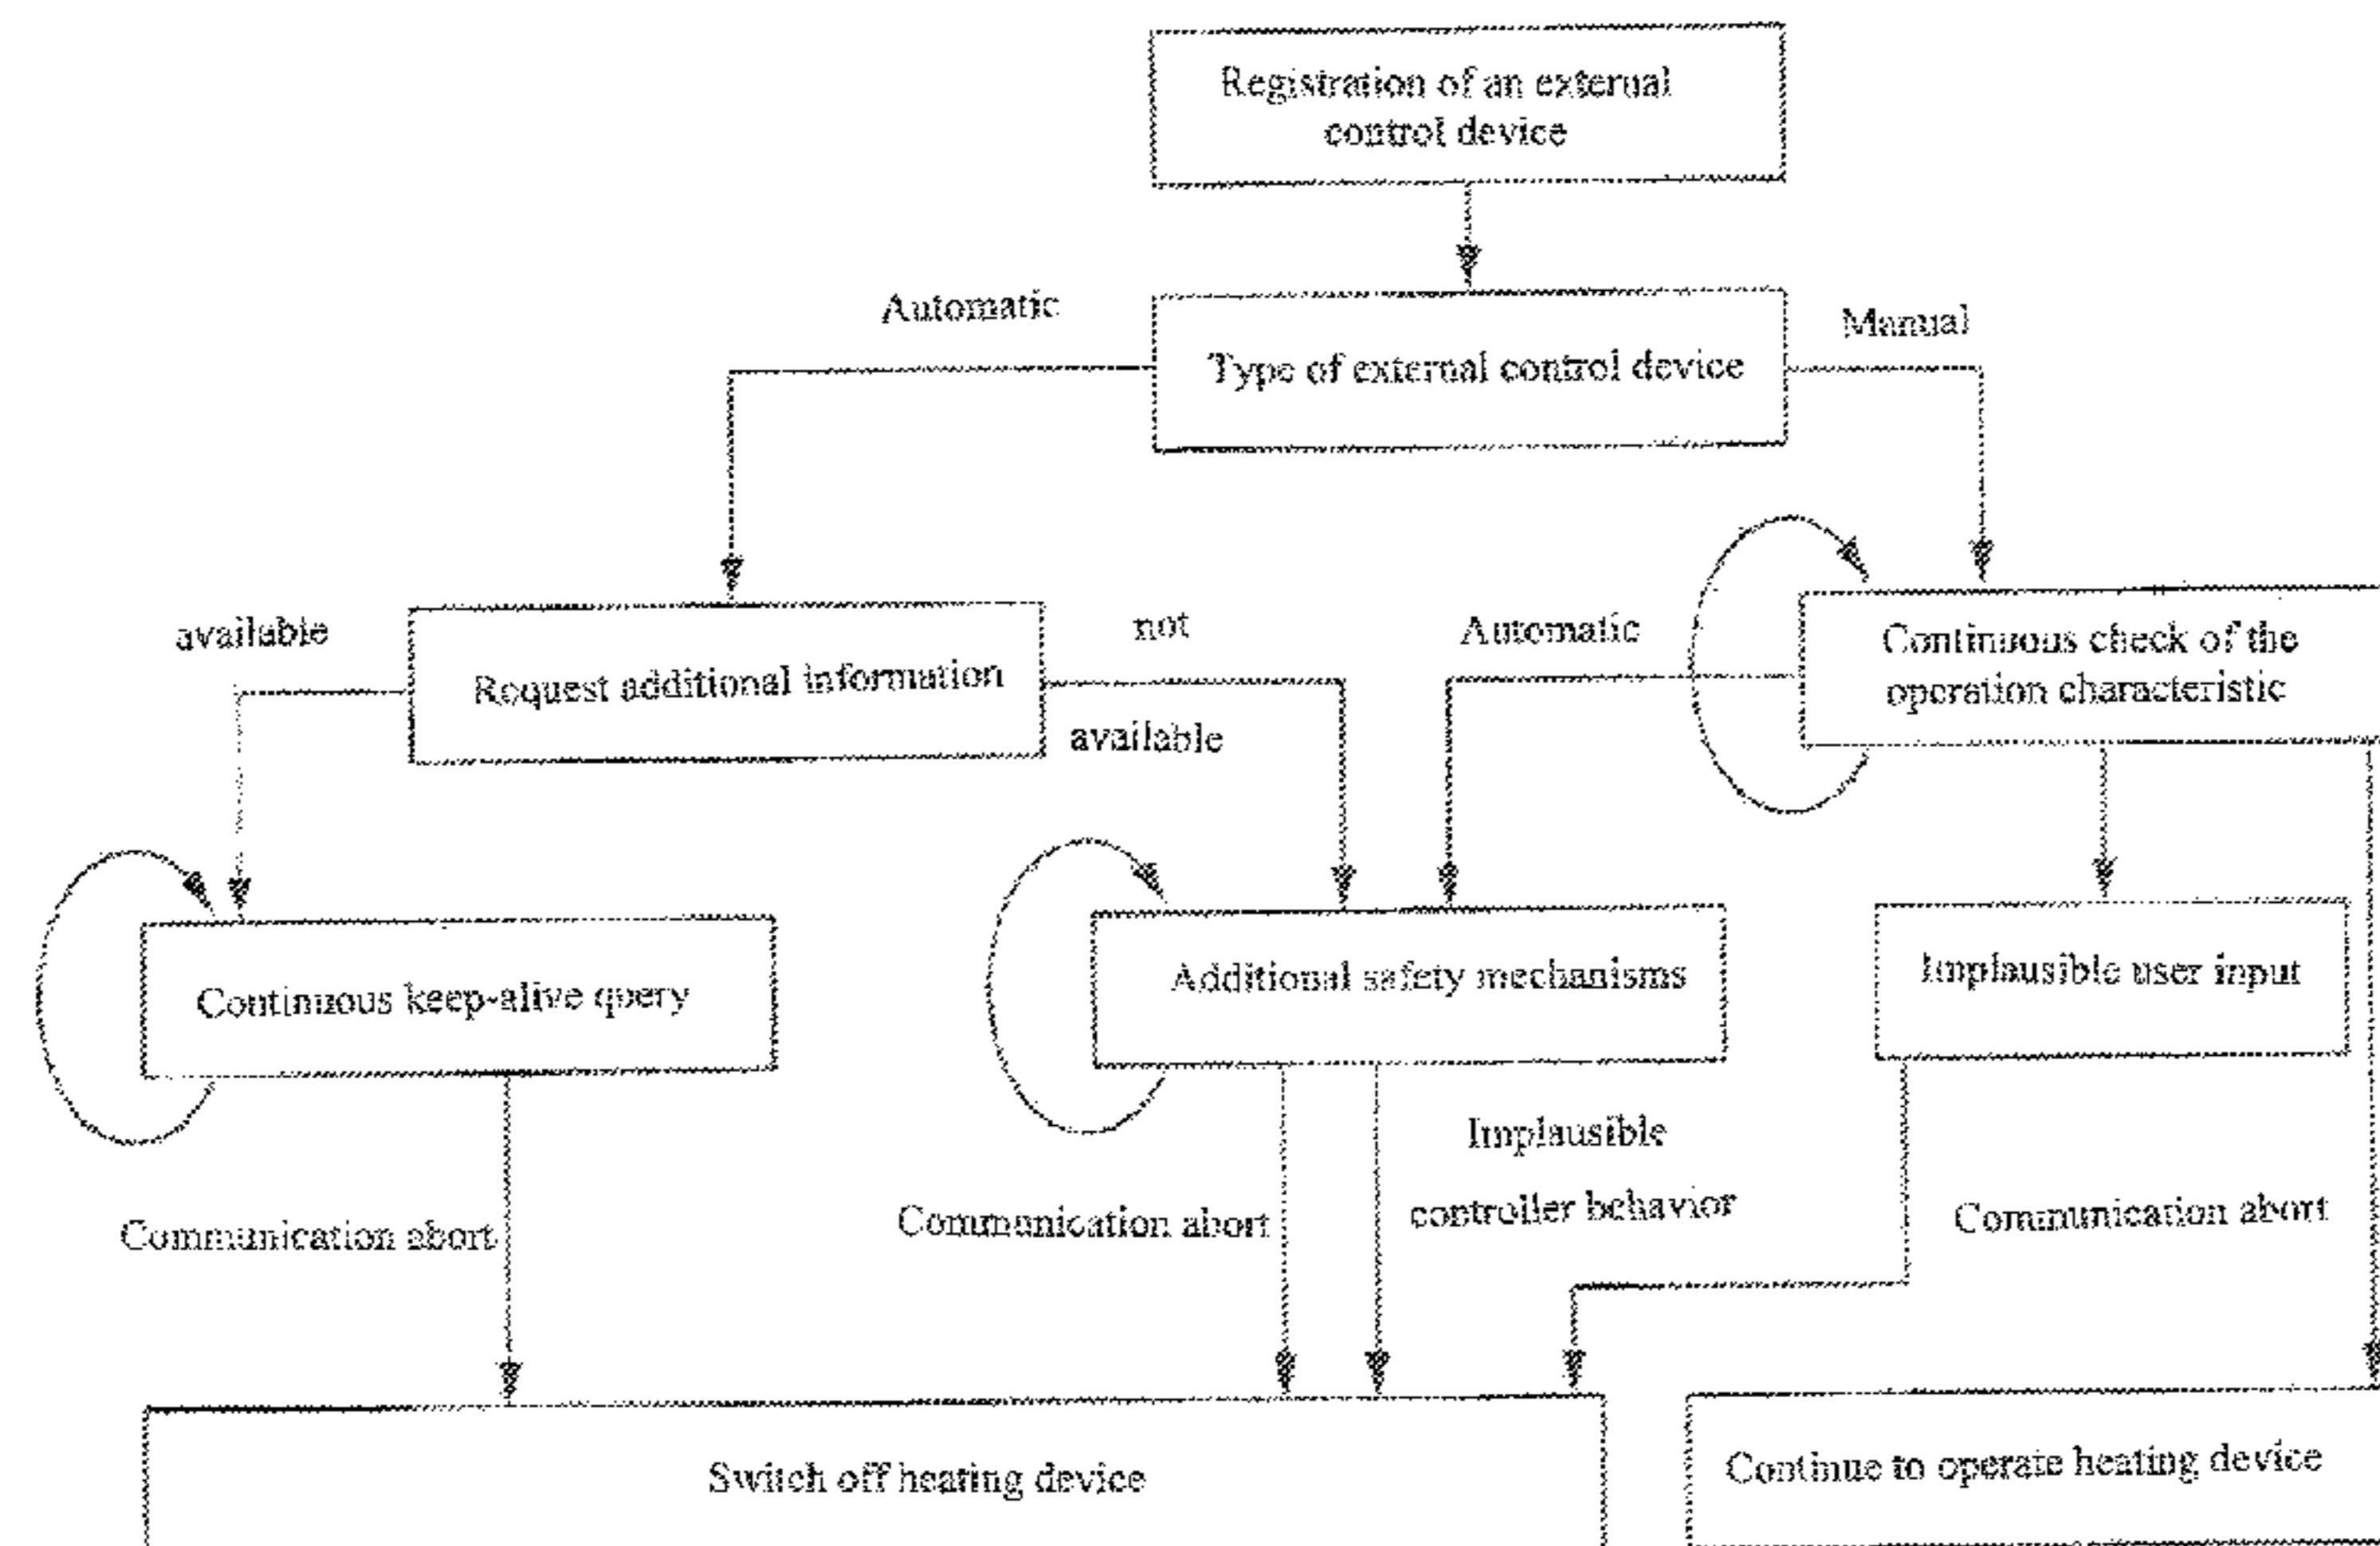 Registration of an external
control device
Automatic
Type of external control device
Manual
available
Request additional information
not
available
Automatic
Continuous check of the
operation characteristic
Continuous keep-alive query
Additional safety mechanisms
Implausible user input
Communication abort
Communication abort
Implausible
controller behavior
Communication abort
Switch off heating device
Continue to operate heating device